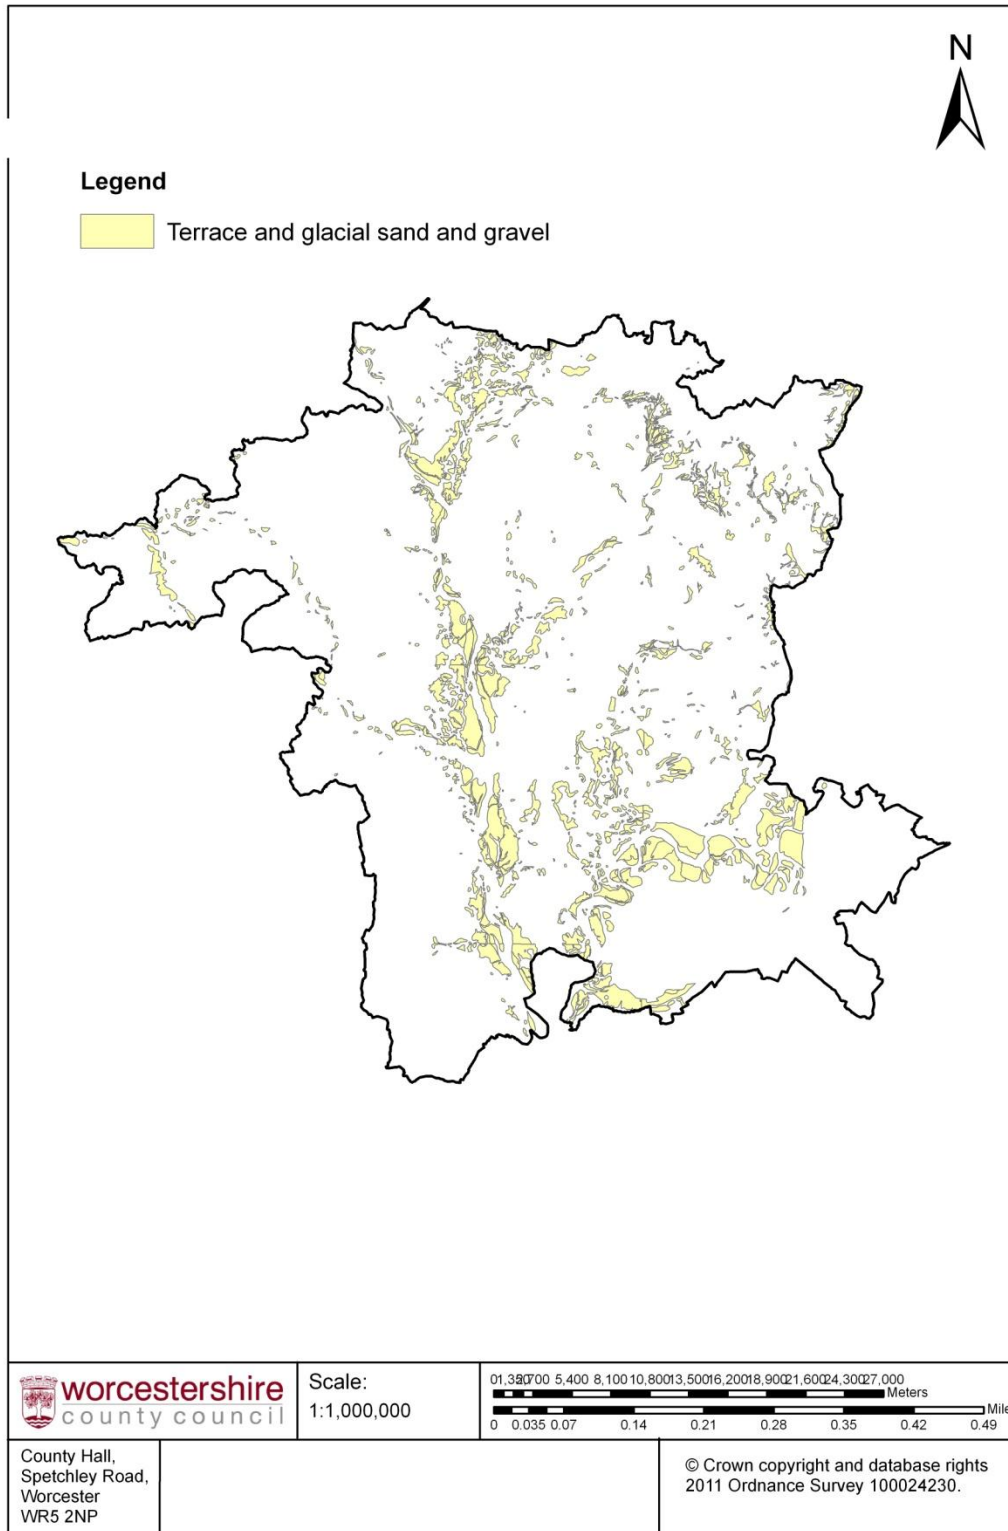 N
Legend
Terrace and glacial sand and gravel
worcestershire
county council
Scale:
1:1,000,000
5,400 8,100 10,800 13,500 16,200 18,900 21,600 24,300 27,000
Meters
Mile
0 0.035 0.07 0.14 0.21 0.28 0.35 0.42 0.49
County Hall,
Spetchley Road,
Worcester
WR5 2NP
© Crown copyright and database rights
2011 Ordnance Survey 100024230.